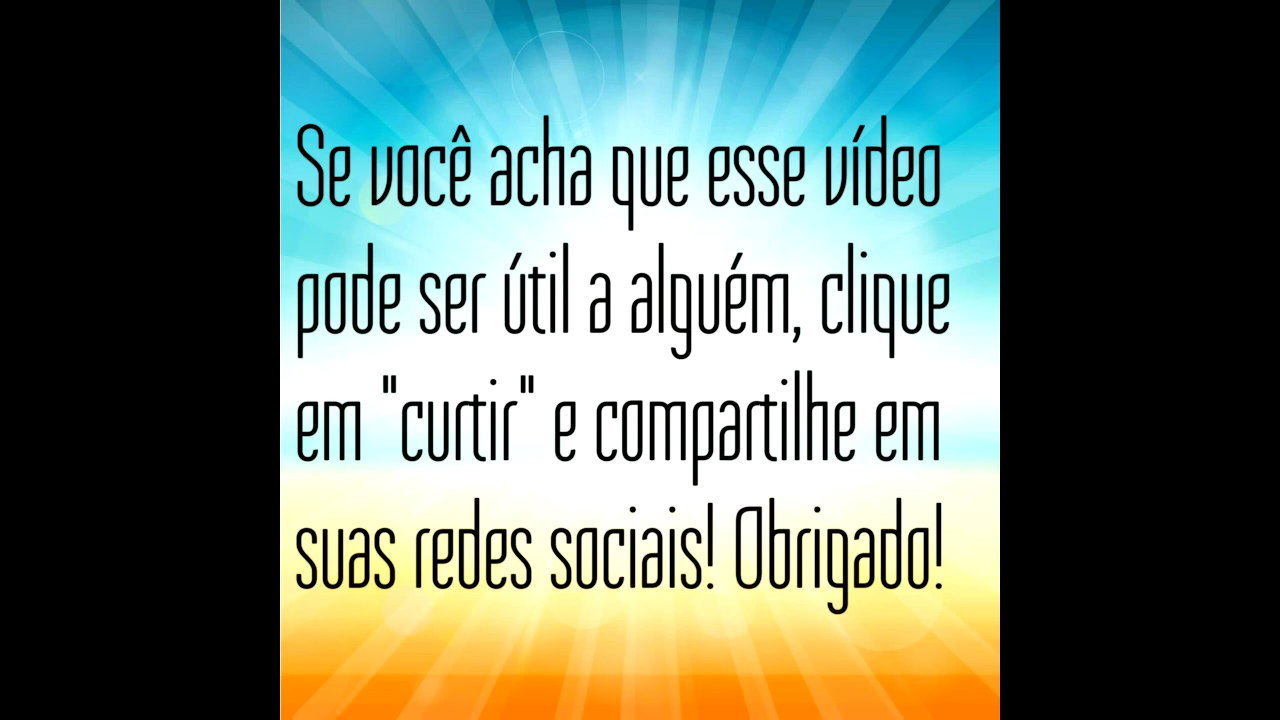 Se você acha que esse vídeo
pode ser útil a alguém, clique
em "curtir" e compartilhe em
suas redes sociais! Obrigado!